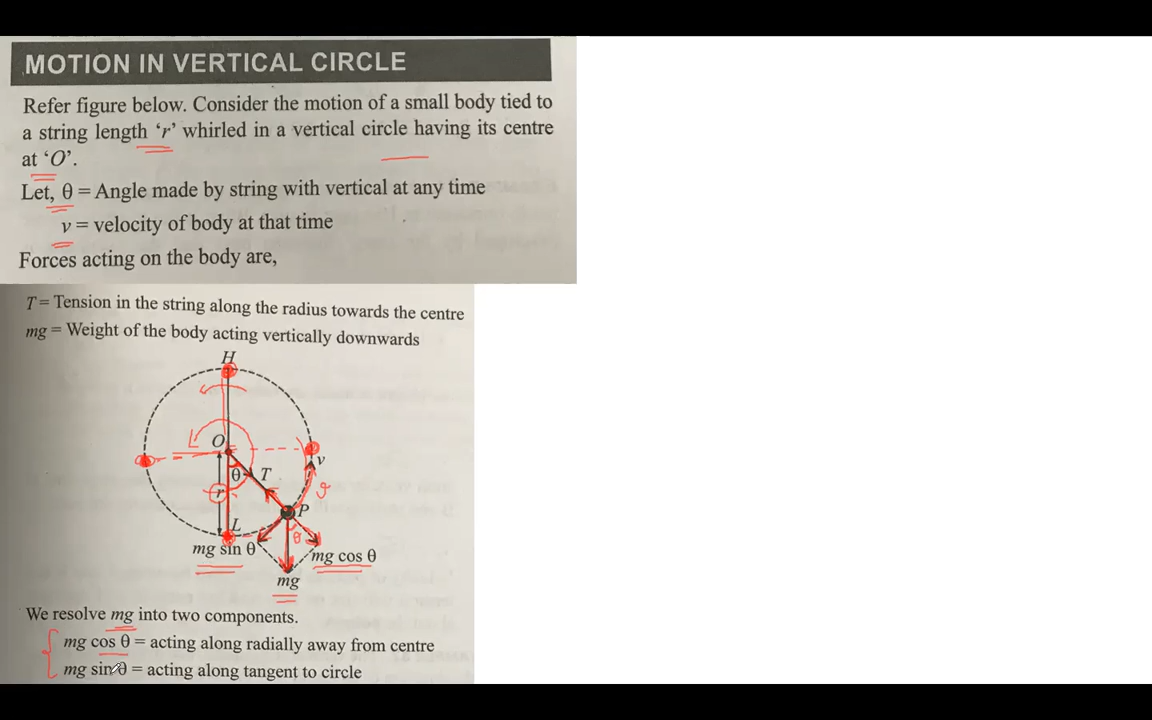 MOTION IN VERTICAL CIRCLE
Refer figure below. Consider the motion of a small body tied to
a string length ‘r’ whirled in a vertical circle having its centre
at ‘O’.
Let, θ = Angle made by string with vertical at any time
v = velocity of body at that time
Forces acting on the body are,
T = Tension in the string along the radius towards the centre
mg = Weight of the body acting vertically downwards
H
O
v
θ
T
r
ϑ
P
L
θ
mg sin θ
mg cos θ
mg
We resolve mg into two components.
mg cos θ = acting along radially away from centre
mg sin θ = acting along tangent to circle